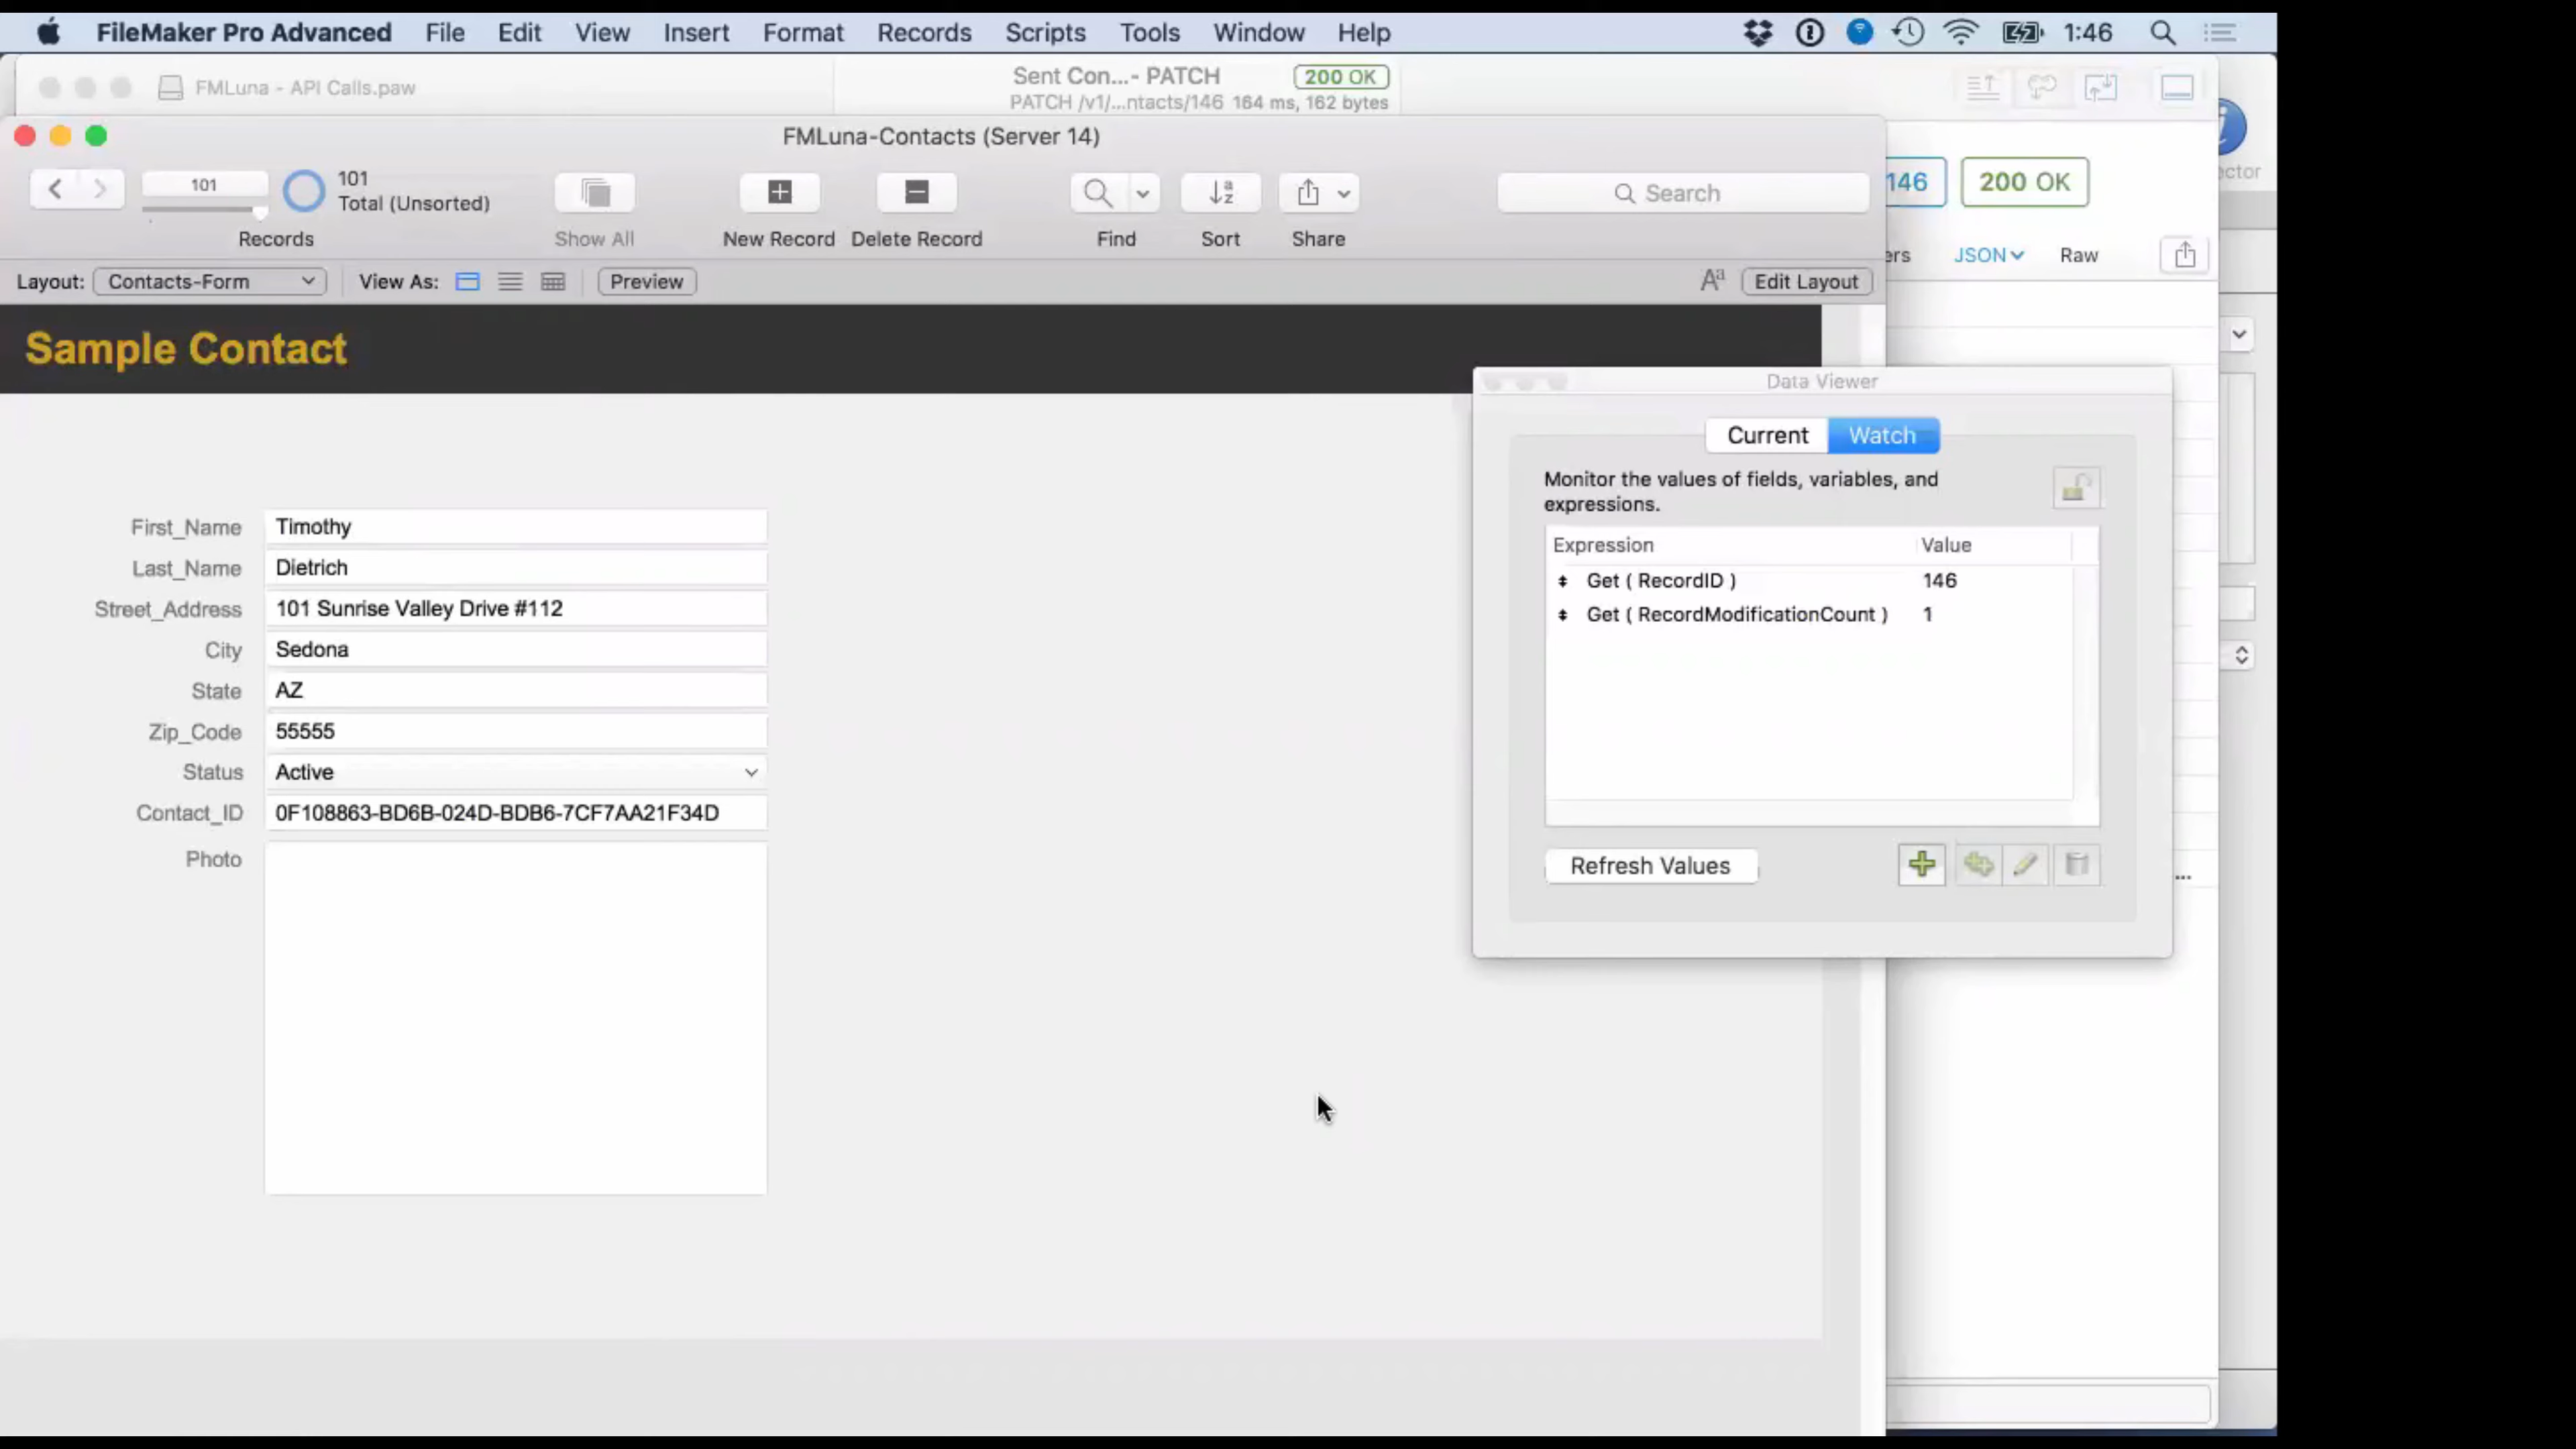 FileMaker Pro Advanced File Edit View Insert Format Records Scripts Tools Window Help 1:46
FMLuna - API Calls.paw
Sent Con...- PATCH 200 OK
PATCH /v1/...ntacts/146 164 ms, 162 bytes
FMLuna-Contacts (Server 14)
101
101
Total (Unsorted)
Records
Show All
New Record
Delete Record
Find
Sort
Share
Search
146
200 OK
ctor
ers JSON Raw
Layout: Contacts-Form View As: Preview Aa Edit Layout
Sample Contact
First_Name Timothy
Last_Name Dietrich
Street_Address 101 Sunrise Valley Drive #112
City Sedona
State AZ
Zip_Code 55555
Status Active
Contact_ID 0F108863-BD6B-024D-BDB6-7CF7AA21F34D
Photo
Data Viewer
Current Watch
Monitor the values of fields, variables, and
expressions.
Expression Value
Get ( RecordID ) 146
Get ( RecordModificationCount ) 1
Refresh Values
...